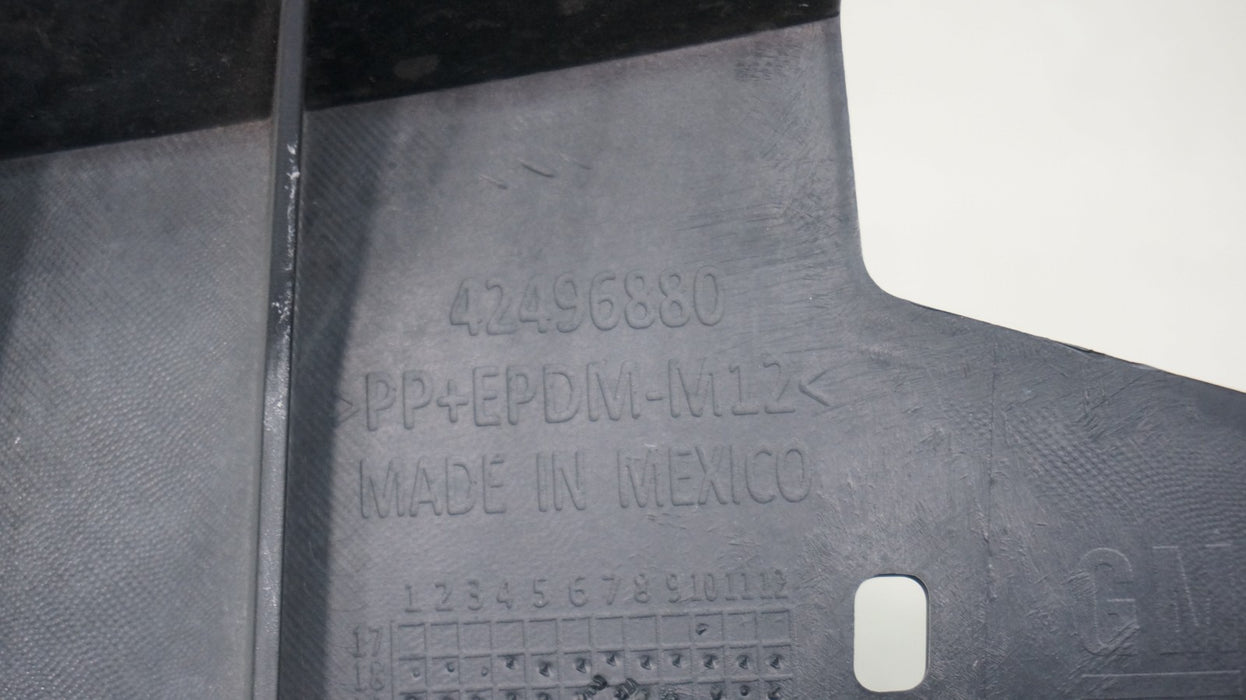 42496880
>PP+EPDM-M12<
MADE IN MEXICO
GM
1 2 3 4 5 6 7 8 9 10 11 12
17
18